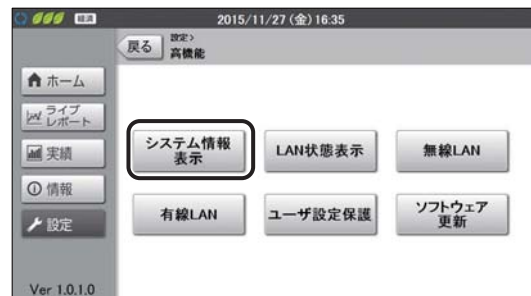 経済
2015/11/27 (金) 16:35
戻る
設定>
高機能
ホーム
ライブ
レポート
実績
情報
設定
システム情報
表示
LAN状態表示
無線LAN
有線LAN
ユーザ設定保護
ソフトウェア
更新
Ver 1.0.1.0